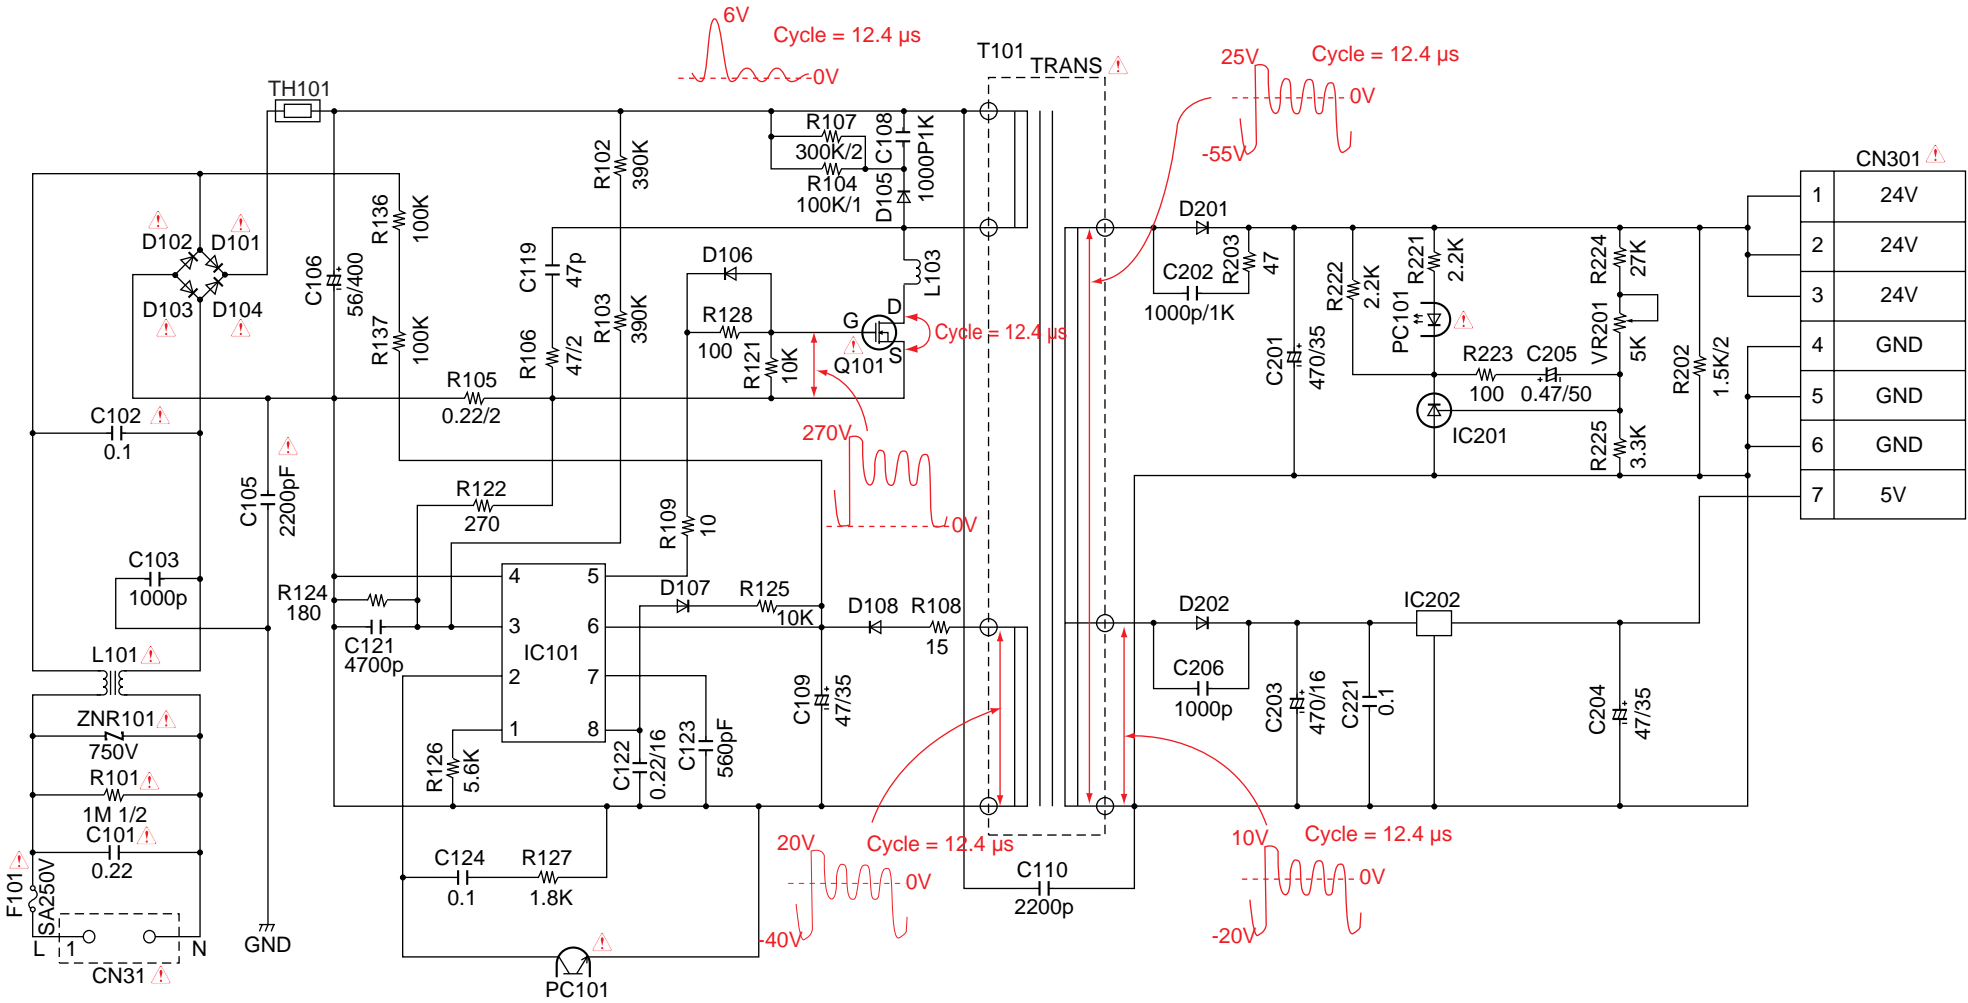 6V
Cycle = 12.4 µs
0V
T101
TRANS
25V
Cycle = 12.4 µs
0V
-55V
TH101
R107
300K/2
R104
100K/1
C108
1000P1K
D105
R102
390K
CN301
1 24V
2 24V
3 24V
4 GND
5 GND
6 GND
7 5V
D102
D101
D103
D104
R136
100K
R137
100K
C106
56/400
C119
47p
R106
47/2
R103
390K
D106
R128
100
R121
10K
G
D
S
Q101
L103
Cycle = 12.4 µs
D201
C202
1000p/1K
R203
47
C201
470/35
R222
2.2K
R221
2.2K
PC101
R224
27K
VR201
5K
R223
100
C205
0.47/50
R202
1.5K/2
IC201
R225
3.3K
R105
0.22/2
C102
0.1
C105
2200pF
270V
0V
R122
270
R109
10
C103
1000p
R124
180
C121
4700p
4
3
2
1
5
6
7
8
IC101
D107
R125
10K
D108
R108
15
D202
C206
1000p
IC202
C203
470/16
C221
0.1
C204
47/35
L101
ZNR101
750V
R101
1M 1/2
C101
0.22
F101
SA250V
L
1
N
CN31
GND
R126
5.6K
C122
0.22/16
C123
560pF
C109
47/35
C124
0.1
R127
1.8K
PC101
20V
Cycle = 12.4 µs
0V
-40V
C110
2200p
10V
Cycle = 12.4 µs
0V
-20V